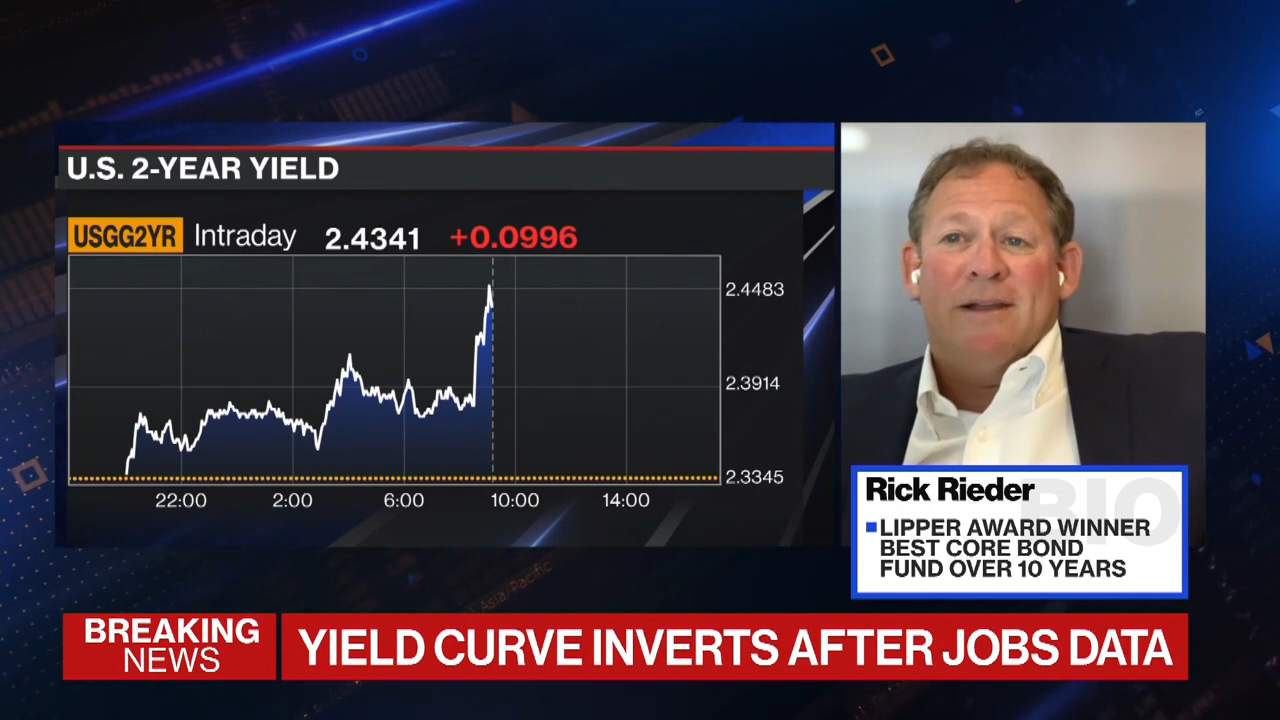 U.S. 2-YEAR YIELD
USGG2YR Intraday 2.4341 +0.0996
2.4483
2.3914
2.3345
22:00 2:00 6:00 10:00 14:00
Rick Rieder
BIO
LIPPER AWARD WINNER
BEST CORE BOND
FUND OVER 10 YEARS
Asia/Pacific
BREAKING
NEWS
YIELD CURVE INVERTS AFTER JOBS DATA